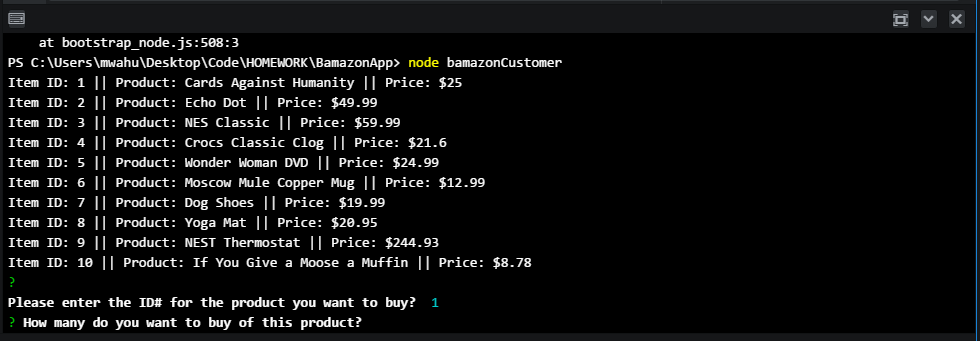 at bootstrap_node.js:508:3
PS C:\Users\mwahu\Desktop\Code\HOMEWORK\BamazonApp> node bamazonCustomer
Item ID: 1 || Product: Cards Against Humanity || Price: $25
Item ID: 2 || Product: Echo Dot || Price: $49.99
Item ID: 3 || Product: NES Classic || Price: $59.99
Item ID: 4 || Product: Crocs Classic Clog || Price: $21.6
Item ID: 5 || Product: Wonder Woman DVD || Price: $24.99
Item ID: 6 || Product: Moscow Mule Copper Mug || Price: $12.99
Item ID: 7 || Product: Dog Shoes || Price: $19.99
Item ID: 8 || Product: Yoga Mat || Price: $20.95
Item ID: 9 || Product: NEST Thermostat || Price: $244.93
Item ID: 10 || Product: If You Give a Moose a Muffin || Price: $8.78
?
Please enter the ID# for the product you want to buy? 1
? How many do you want to buy of this product?